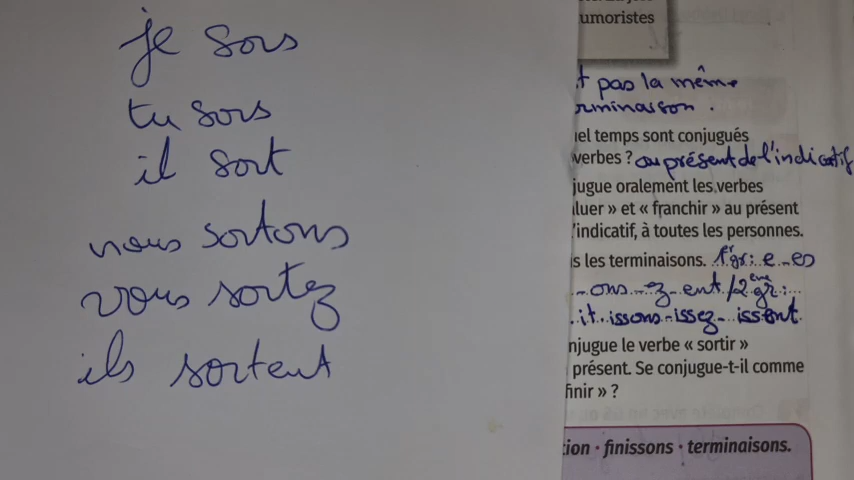 je sors
tu sors
il sort
nous sortons
vous sortez
ils sortent
umoristes
t pas la même
rminaison.
uel temps sont conjugués
verbes ? au présent de l'indicatif
jugue oralement les verbes
luer » et « franchir » au présent
'indicatif, à toutes les personnes.
s les terminaisons. 1er gr: e - es
- ons - ez - ent / 2ème gr:
it - issons - issez - issent
njugue le verbe « sortir »
présent. Se conjugue-t-il comme
finir » ?
tion · finissons · terminaisons.